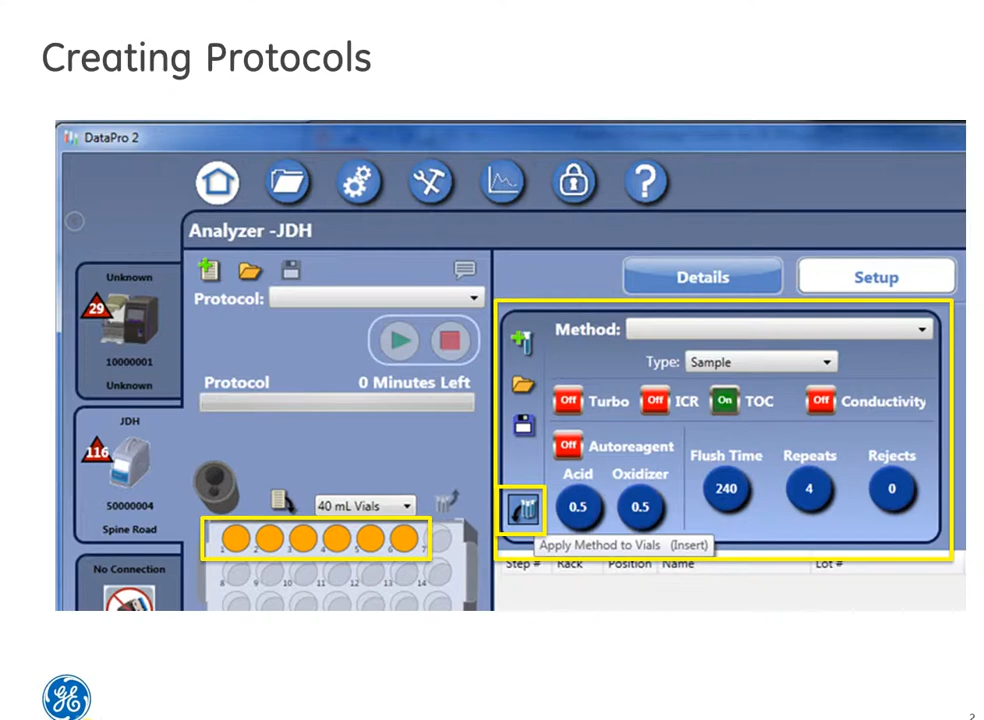 Creating Protocols
DataPro 2
?
Analyzer -JDH
Unknown
29
10000001
Unknown
JDH
116
50000004
Spine Road
No Connection
Protocol:
Protocol 0 Minutes Left
40 mL Vials
1 2 3 4 5 6 7
8 9 10 11 12 13 14
Details Setup
Method:
Type: Sample
Off Turbo Off ICR On TOC Off Conductivity
Off Autoreagent
Acid Oxidizer Flush Time Repeats Rejects
0.5 0.5 240 4 0
Apply Method to Vials (Insert)
Step # Rack Position Name Lot #
GE
2